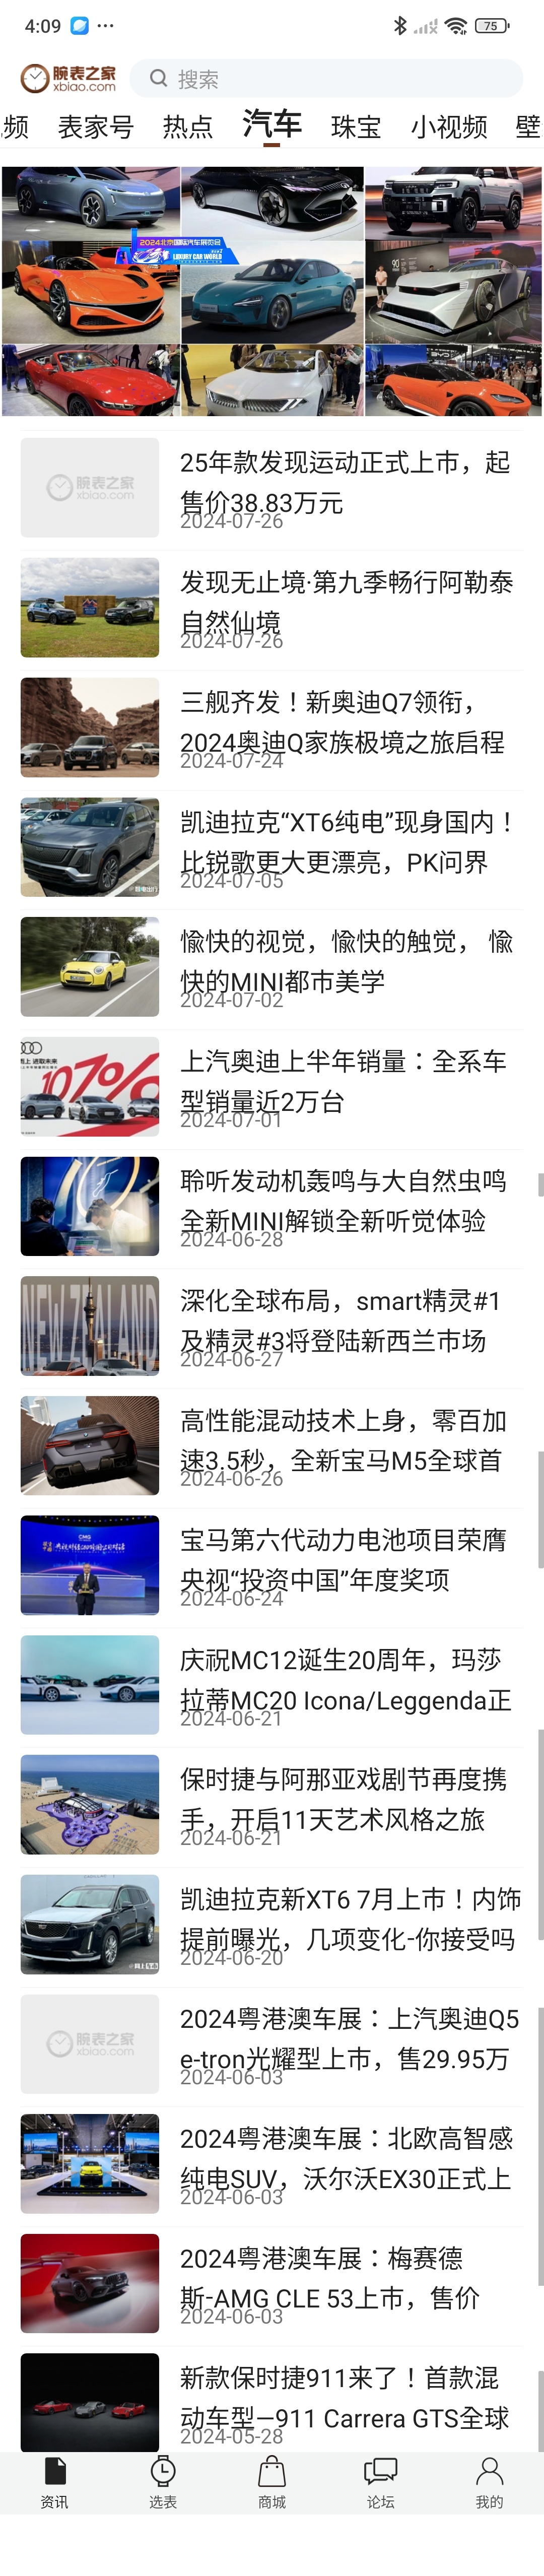 4:09
75
腕表之家
xbiao.com
搜索
频 表家号 热点 汽车 珠宝 小视频 壁
2024北京国际汽车展览会
LUXURY CAR WORLD
腕表之家
xbiao.com
25年款发现运动正式上市，起
售价38.83万元
2024-07-26
发现无止境·第九季畅行阿勒泰
自然仙境
2024-07-26
三舰齐发！新奥迪Q7领衔，
2024奥迪Q家族极境之旅启程
2024-07-24
凯迪拉克“XT6纯电”现身国内！
比锐歌更大更漂亮，PK问界
2024-07-05
愉快的视觉，愉快的触觉， 愉
快的MINI都市美学
2024-07-02
107%
上汽奥迪上半年销量：全系车
型销量近2万台
2024-07-01
聆听发动机轰鸣与大自然虫鸣
全新MINI解锁全新听觉体验
2024-06-28
NEW ZEALAND
深化全球布局，smart精灵#1
及精灵#3将登陆新西兰市场
2024-06-27
高性能混动技术上身，零百加
速3.5秒，全新宝马M5全球首
2024-06-26
CMG
宝马第六代动力电池项目荣膺
央视“投资中国”年度奖项
2024-06-24
庆祝MC12诞生20周年，玛莎
拉蒂MC20 Icona/Leggenda正
2024-06-21
保时捷与阿那亚戏剧节再度携
手，开启11天艺术风格之旅
2024-06-21
凯迪拉克新XT6 7月上市！内饰
提前曝光，几项变化-你接受吗
2024-06-20
腕表之家
xbiao.com
2024粤港澳车展：上汽奥迪Q5
e-tron光耀型上市，售29.95万
2024-06-03
2024粤港澳车展：北欧高智感
纯电SUV，沃尔沃EX30正式上
2024-06-03
2024粤港澳车展：梅赛德
斯-AMG CLE 53上市，售价
2024-06-03
新款保时捷911来了！首款混
动车型—911 Carrera GTS全球
2024-05-28
资讯 选表 商城 论坛 我的